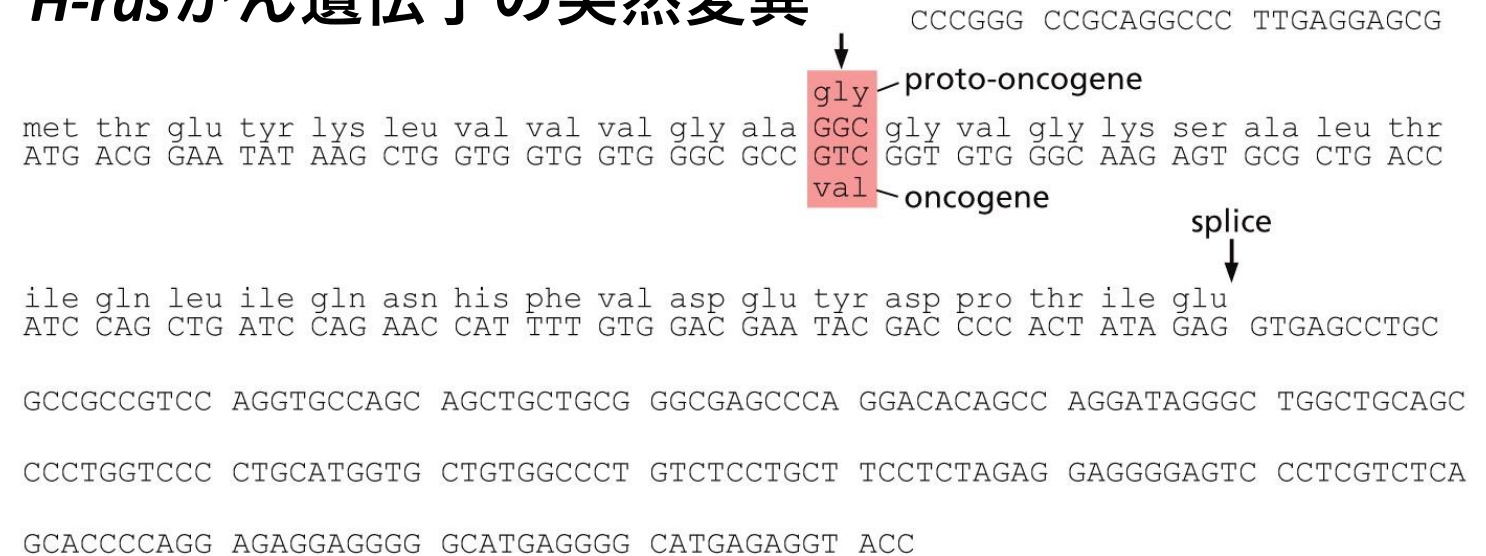 H-rasがん遺伝子の突然変異
CCCGGG CCGCAGGCCC TTGAGGAGCG
gly proto-oncogene
met thr glu tyr lys leu val val val gly ala GGC gly val gly lys ser ala leu thr
ATG ACG GAA TAT AAG CTG GTG GTG GTG GGC GCC GTC GGT GTG GGC AAG AGT GCG CTG ACC
val oncogene
splice
ile gln leu ile gln asn his phe val asp glu tyr asp pro thr ile glu
ATC CAG CTG ATC CAG AAC CAT TTT GTG GAC GAA TAC GAC CCC ACT ATA GAG GTGAGCCTGC
GCCGCCGTCC AGGTGCCAGC AGCTGCTGCG GGCGAGCCCA GGACACAGCC AGGATAGGGC TGGCTGCAGC
CCCTGGTCCC CTGCATGGTG CTGTGGCCCT GTCTCCTGCT TCCTCTAGAG GAGGGGAGTC CCTCGTCTCA
GCACCCCAGG AGAGGAGGGG GCATGAGGGG CATGAGAGGT ACC